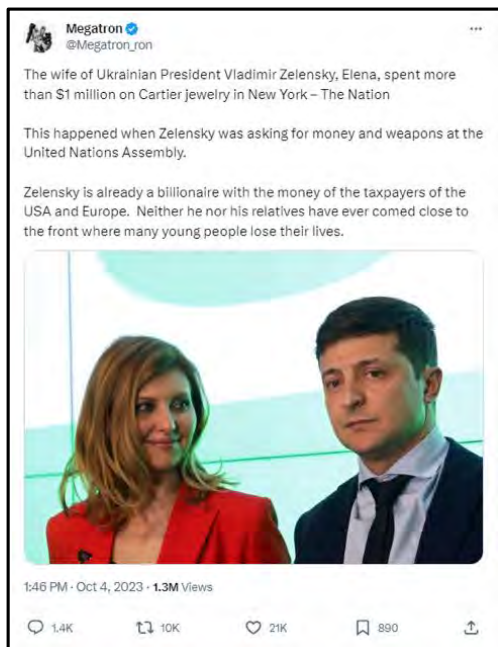 Megatron
@Megatron_ron
The wife of Ukrainian President Vladimir Zelensky, Elena, spent more
than $1 million on Cartier jewelry in New York – The Nation
This happened when Zelensky was asking for money and weapons at the
United Nations Assembly.
Zelensky is already a biillionaire with the money of the taxpayers of the
USA and Europe. Neither he nor his relatives have ever comed close to
the front where many young people lose their lives.
1:46 PM · Oct 4, 2023 · 1.3M Views
1.4K 10K 21K 890